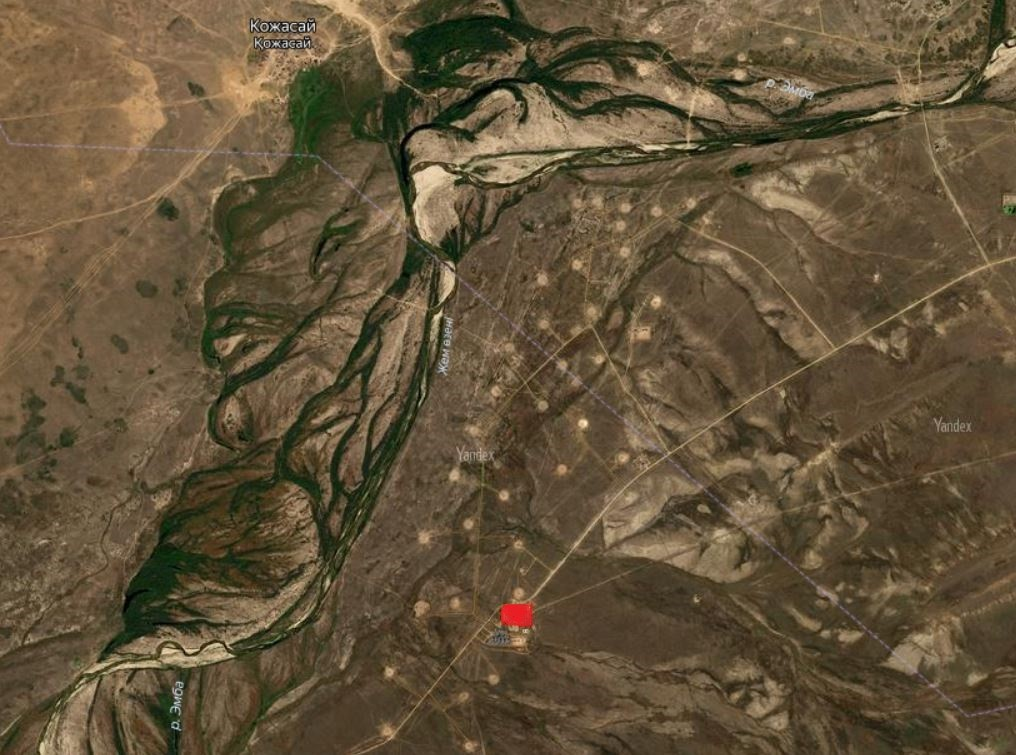 Кожасай
Қожасай
р. Эмба
Жем өзені
Yandex
Yandex
р. Эмба